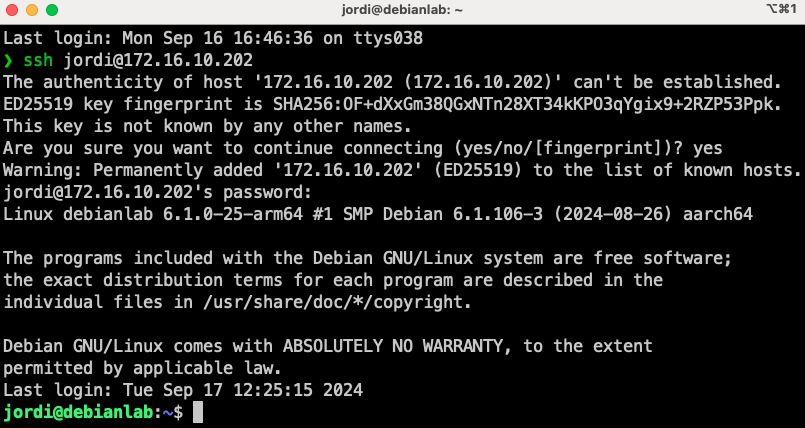 jordi@debianlab: ~
⌥⌘1
Last login: Mon Sep 16 16:46:36 on ttys038
❯ ssh jordi@172.16.10.202
The authenticity of host '172.16.10.202 (172.16.10.202)' can't be established.
ED25519 key fingerprint is SHA256:OF+dXxGm38QGxNTn28XT34kKPO3qYgix9+2RZP53Ppk.
This key is not known by any other names.
Are you sure you want to continue connecting (yes/no/[fingerprint])? yes
Warning: Permanently added '172.16.10.202' (ED25519) to the list of known hosts.
jordi@172.16.10.202's password:
Linux debianlab 6.1.0-25-arm64 #1 SMP Debian 6.1.106-3 (2024-08-26) aarch64
The programs included with the Debian GNU/Linux system are free software;
the exact distribution terms for each program are described in the
individual files in /usr/share/doc/*/copyright.
Debian GNU/Linux comes with ABSOLUTELY NO WARRANTY, to the extent
permitted by applicable law.
Last login: Tue Sep 17 12:25:15 2024
jordi@debianlab:~$